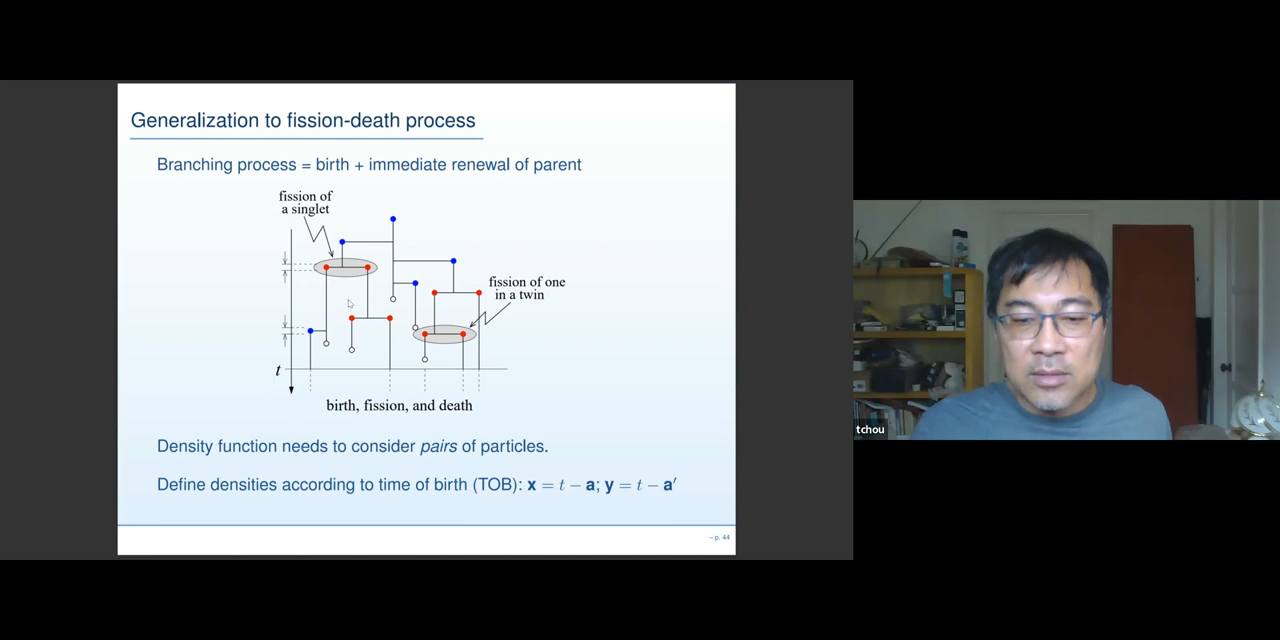 Generalization to fission-death process
Branching process = birth + immediate renewal of parent
fission of
a singlet
fission of one
in a twin
t
birth, fission, and death
Density function needs to consider pairs of particles.
Define densities according to time of birth (TOB): x = t − a; y = t − a′
– p. 44
tchou